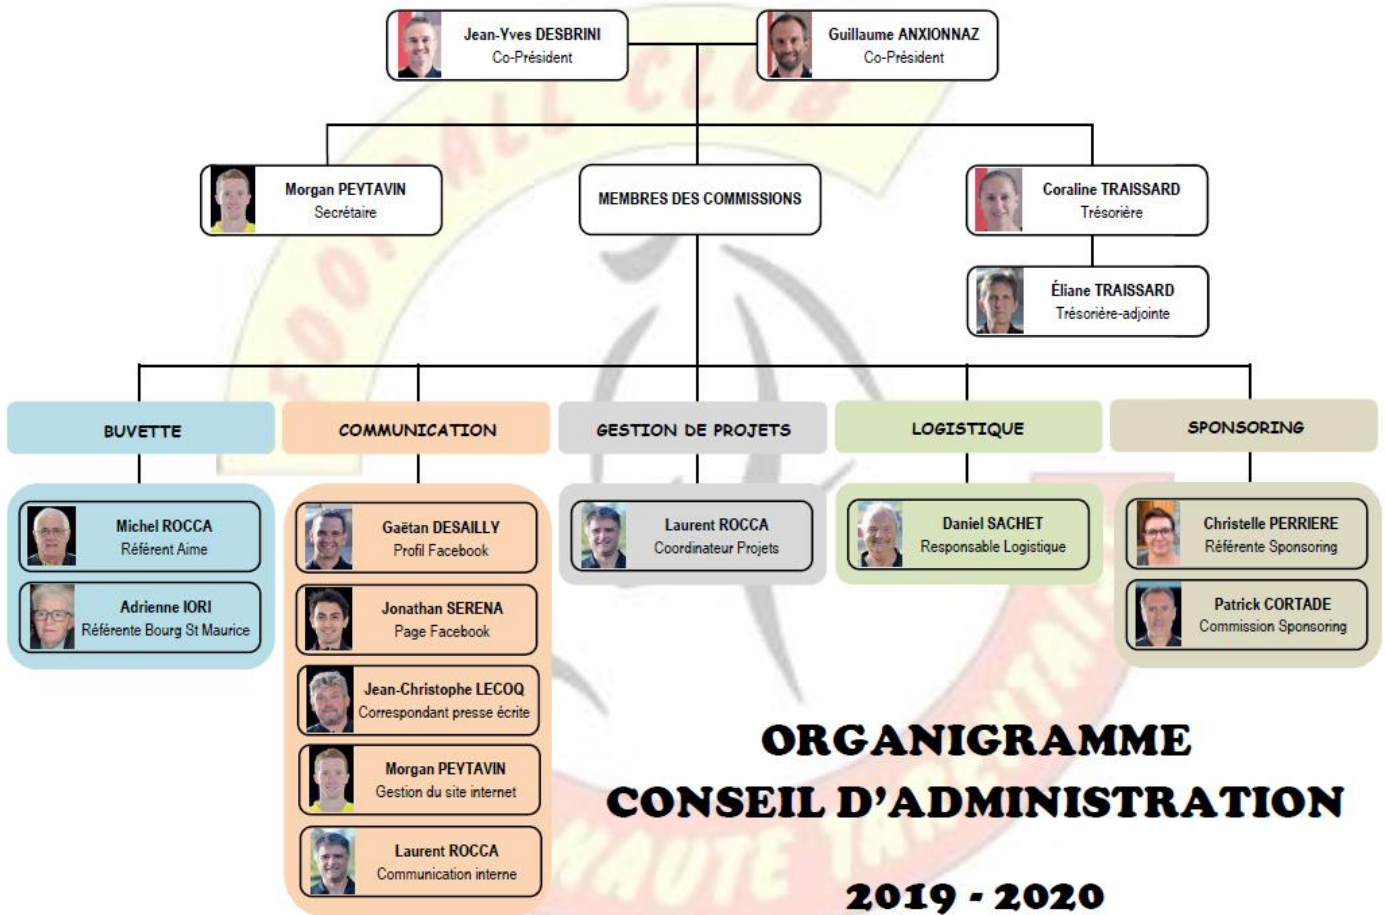 FOOTBALL CLUB
Jean-Yves DESBRINI
Co-Président
Guillaume ANXIONNAZ
Co-Président
Morgan PEYTAVIN
Secrétaire
MEMBRES DES COMMISSIONS
Coraline TRAISSARD
Trésorière
Éliane TRAISSARD
Trésorière-adjointe
BUVETTE
COMMUNICATION
GESTION DE PROJETS
LOGISTIQUE
SPONSORING
Michel ROCCA
Référent Aime
Adrienne IORI
Référente Bourg St Maurice
Gaëtan DESAILLY
Profil Facebook
Jonathan SERENA
Page Facebook
Jean-Christophe LECOQ
Correspondant presse écrite
Morgan PEYTAVIN
Gestion du site internet
Laurent ROCCA
Communication interne
Laurent ROCCA
Coordinateur Projets
Daniel SACHET
Responsable Logistique
Christelle PERRIERE
Référente Sponsoring
Patrick CORTADE
Commission Sponsoring
HAUTE TARENTAISE
ORGANIGRAMME
CONSEIL D'ADMINISTRATION
2019 - 2020